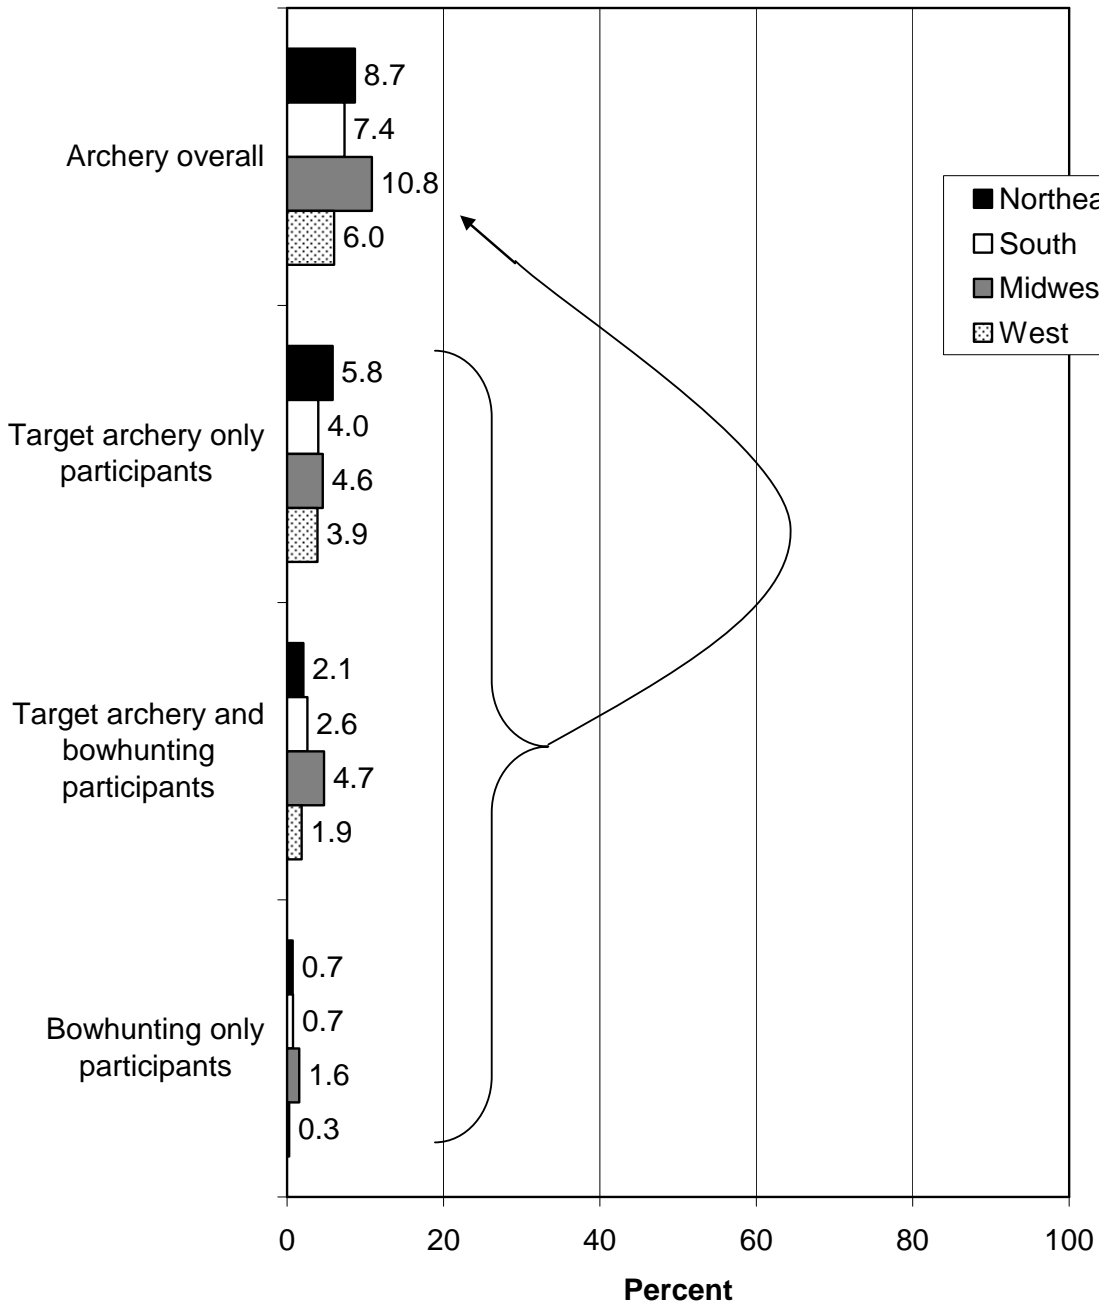 8.7
7.4
Archery overall
10.8
6.0
Northea
South
Midwes
West
5.8
4.0
Target archery only
participants
4.6
3.9
2.1
2.6
Target archery and
bowhunting
participants
4.7
1.9
0.7
0.7
Bowhunting only
participants
1.6
0.3
0 20 40 60 80 100
Percent